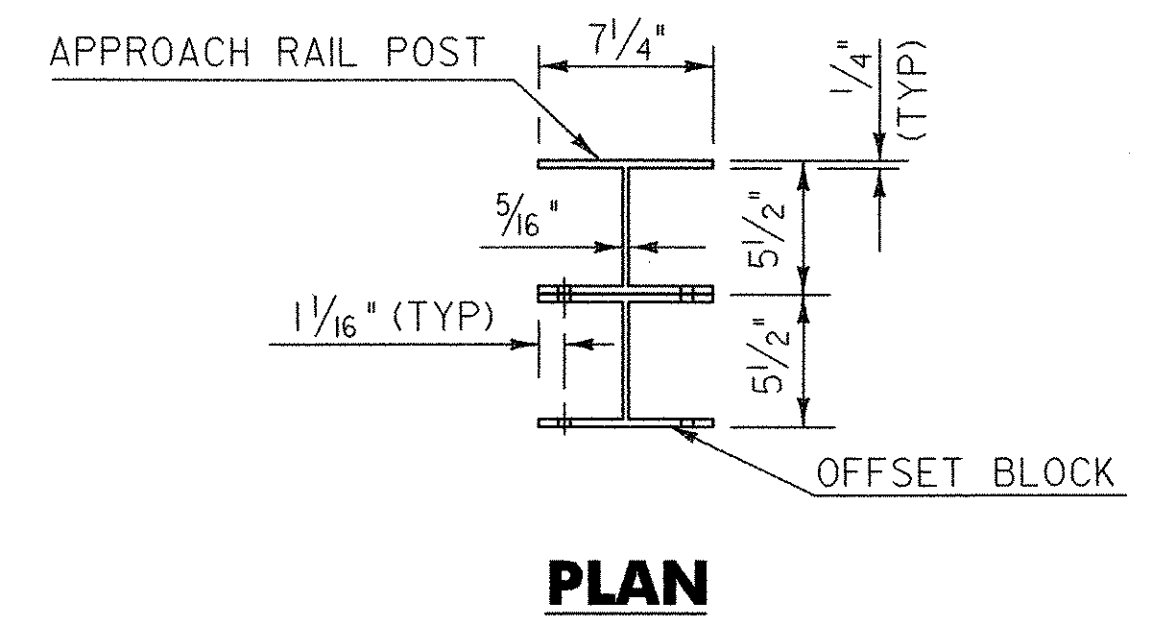 APPROACH RAIL POST
7 1/4"
1/4"
(TYP)
5/16"
5 1/2"
1 1/16" (TYP)
5 1/2"
OFFSET BLOCK
PLAN